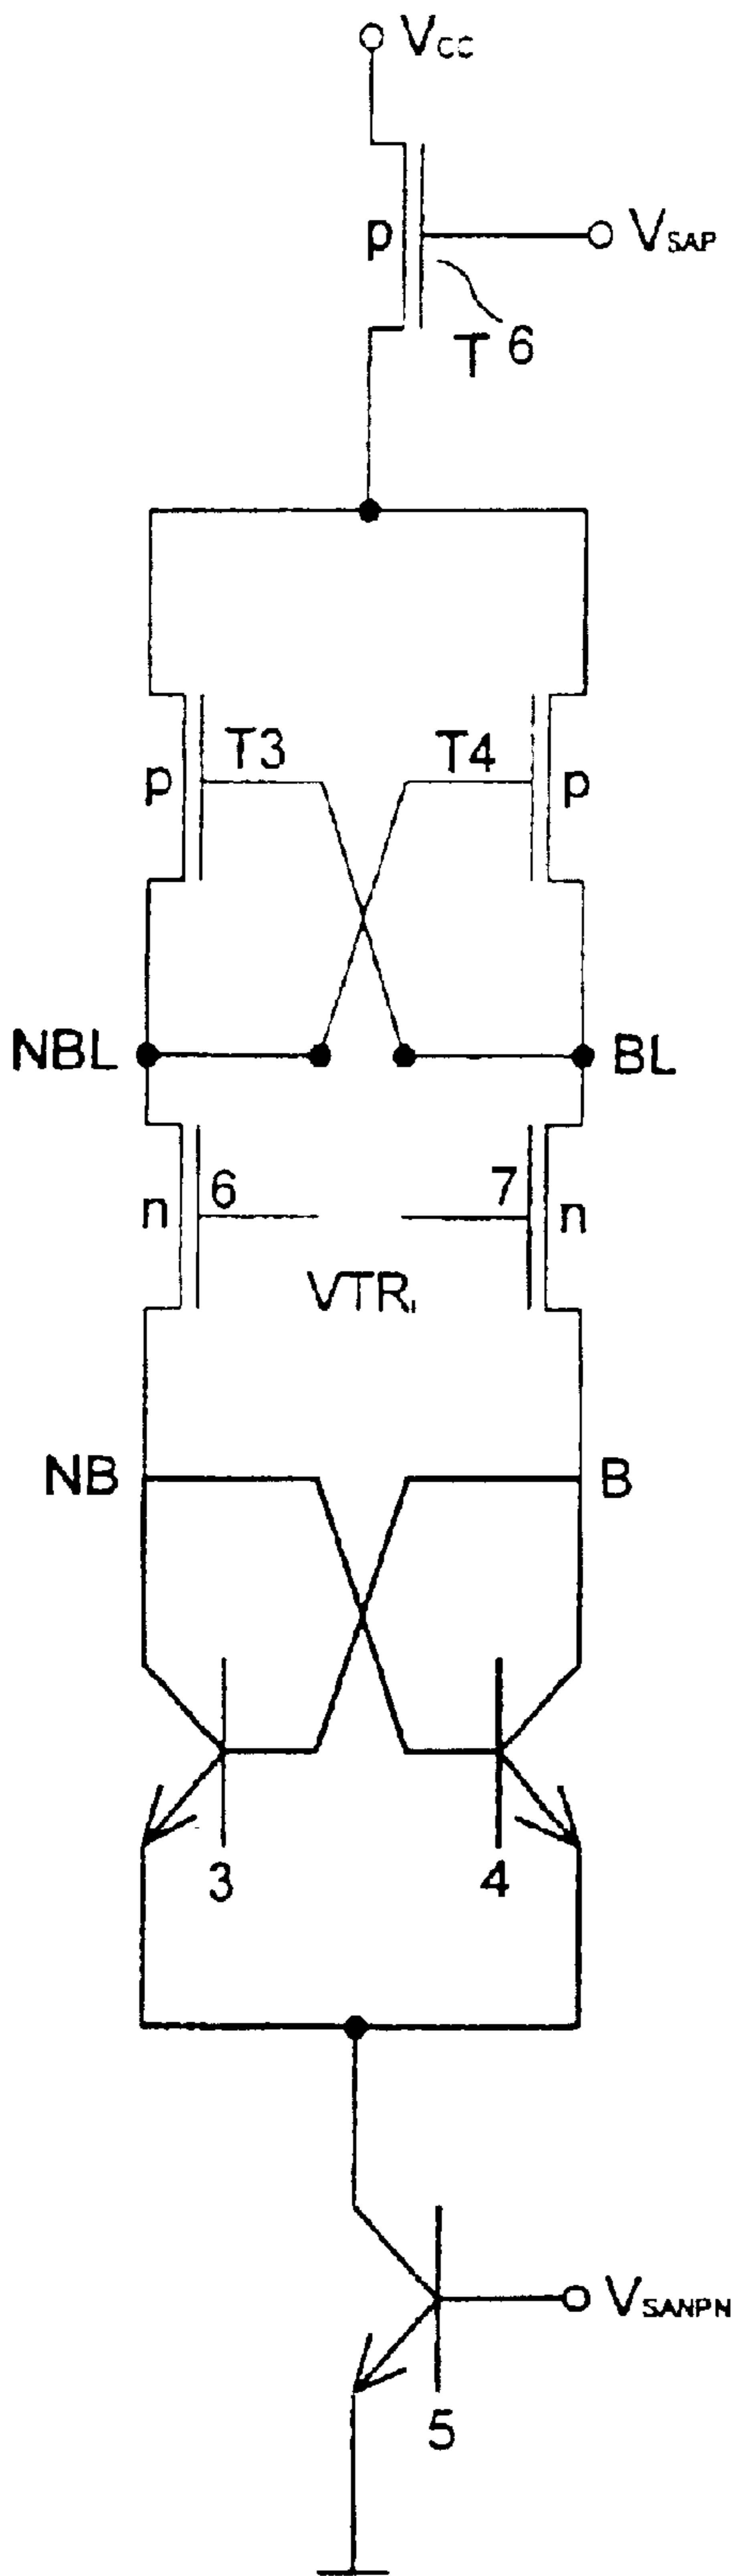 VCC
p VSAP
T 6
p T3 T4 p
NBL BL
n 6 7 n
VTRI
NB B
3 4
VSANPN
5